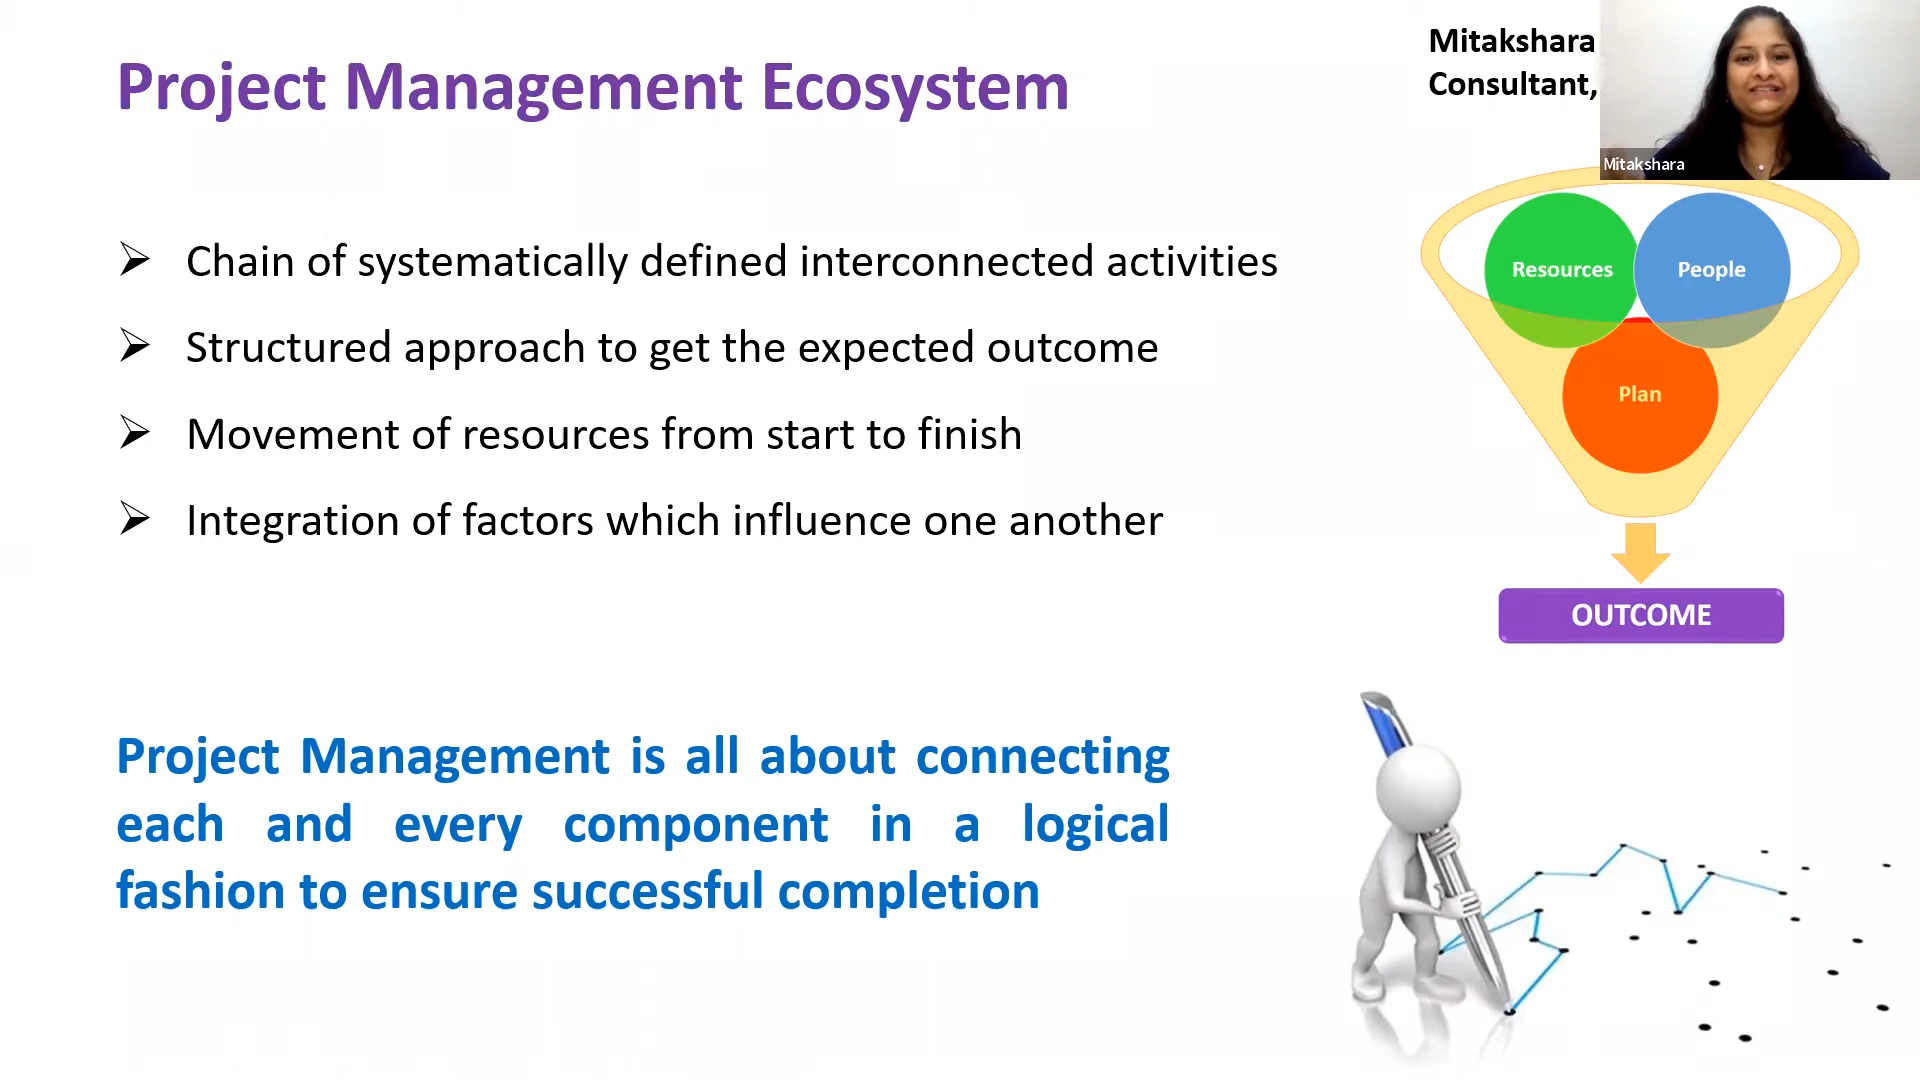 Project Management Ecosystem
Mitakshara
Consultant,
Mitakshara
➢ Chain of systematically defined interconnected activities
➢ Structured approach to get the expected outcome
➢ Movement of resources from start to finish
➢ Integration of factors which influence one another
Resources
People
Plan
OUTCOME
Project Management is all about connecting
each and every component in a logical
fashion to ensure successful completion